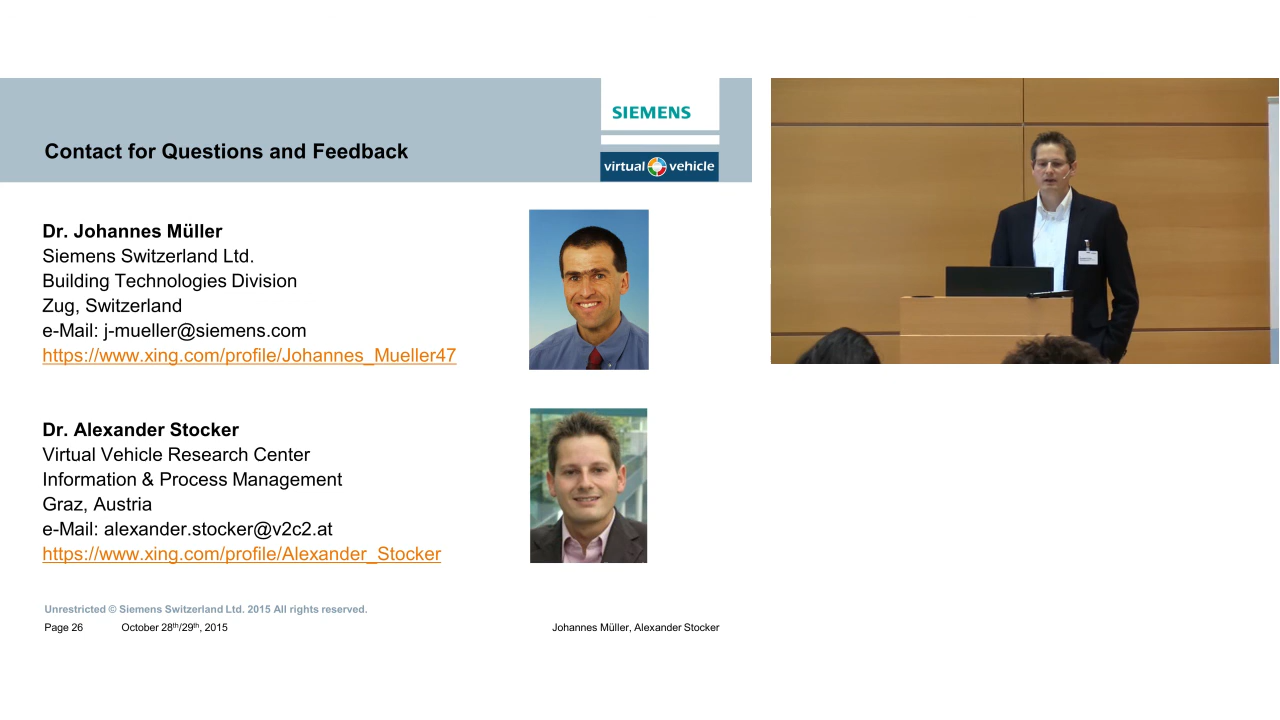 SIEMENS
Contact for Questions and Feedback
virtual vehicle
Dr. Johannes Müller
Siemens Switzerland Ltd.
Building Technologies Division
Zug, Switzerland
e-Mail: j-mueller@siemens.com
https://www.xing.com/profile/Johannes_Mueller47
Dr. Alexander Stocker
Virtual Vehicle Research Center
Information & Process Management
Graz, Austria
e-Mail: alexander.stocker@v2c2.at
https://www.xing.com/profile/Alexander_Stocker
Unrestricted © Siemens Switzerland Ltd. 2015 All rights reserved.
Page 26 October 28th/29th, 2015 Johannes Müller, Alexander Stocker